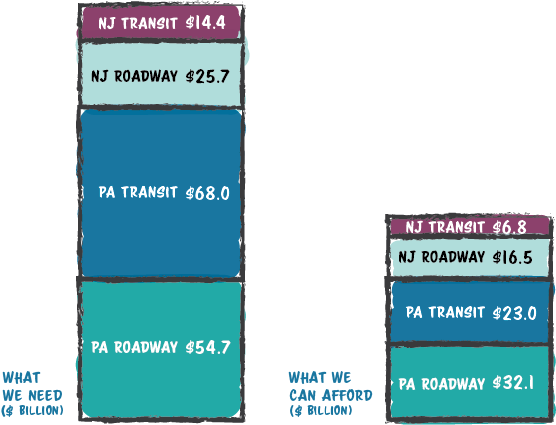 NJ TRANSIT $14.4
NJ ROADWAY $25.7
PA TRANSIT $68.0
PA ROADWAY $54.7
WHAT
WE NEED
($ BILLION)
NJ TRANSIT $6.8
NJ ROADWAY $16.5
PA TRANSIT $23.0
PA ROADWAY $32.1
WHAT WE
CAN AFFORD
($ BILLION)